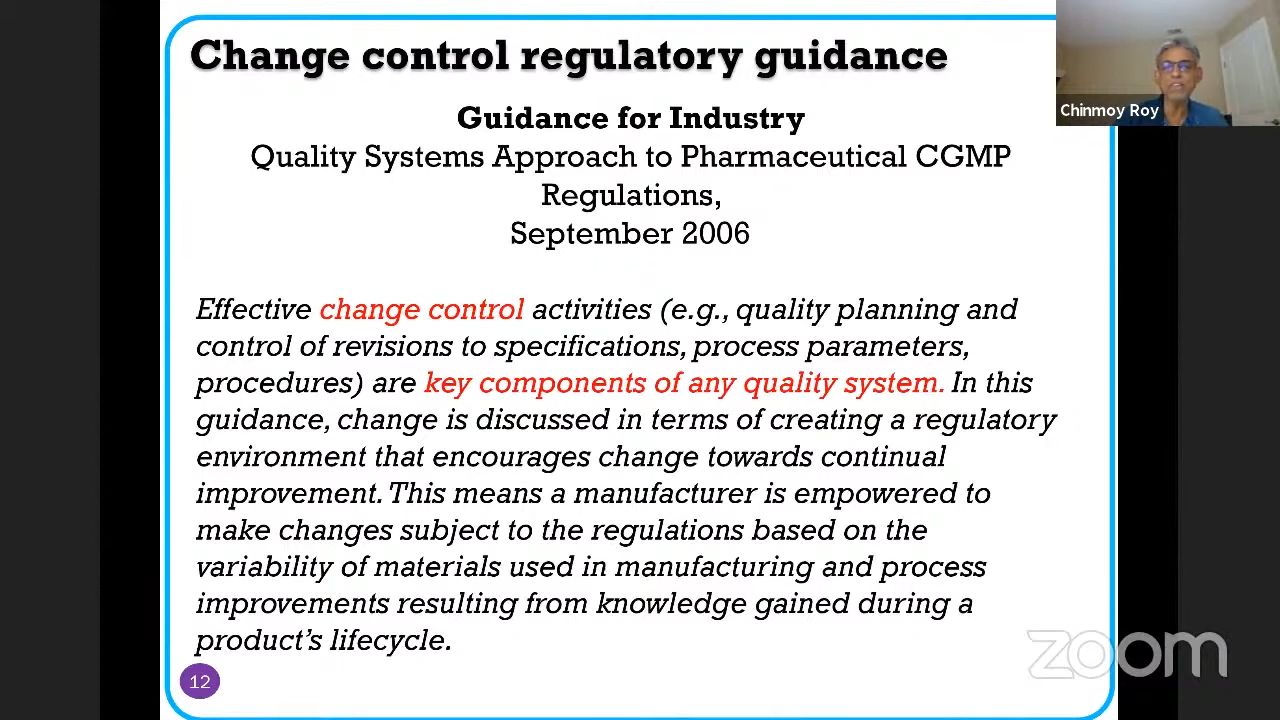 Change control regulatory guidance
Chinmoy Roy
Guidance for Industry
Quality Systems Approach to Pharmaceutical CGMP
Regulations,
September 2006
Effective change control activities (e.g., quality planning and
control of revisions to specifications, process parameters,
procedures) are key components of any quality system. In this
guidance, change is discussed in terms of creating a regulatory
environment that encourages change towards continual
improvement. This means a manufacturer is empowered to
make changes subject to the regulations based on the
variability of materials used in manufacturing and process
improvements resulting from knowledge gained during a
product's lifecycle.
zoom
12